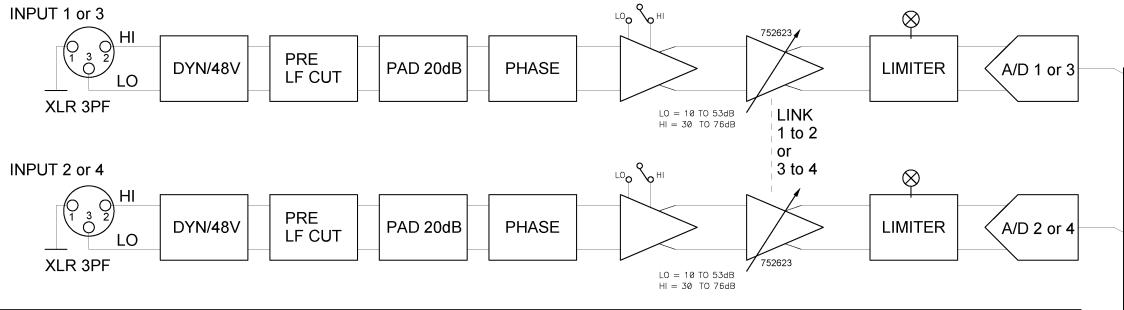 INPUT 1 or 3
HI
1 3 2
LO
XLR 3PF
DYN/48V
PRE
LF CUT
PAD 20dB
PHASE
LO HI
LO = 10 TO 53dB
HI = 30 TO 76dB
752623
LINK
1 to 2
or
3 to 4
LIMITER
A/D 1 or 3
INPUT 2 or 4
HI
1 3 2
LO
XLR 3PF
DYN/48V
PRE
LF CUT
PAD 20dB
PHASE
LO HI
LO = 10 TO 53dB
HI = 30 TO 76dB
752623
LIMITER
A/D 2 or 4